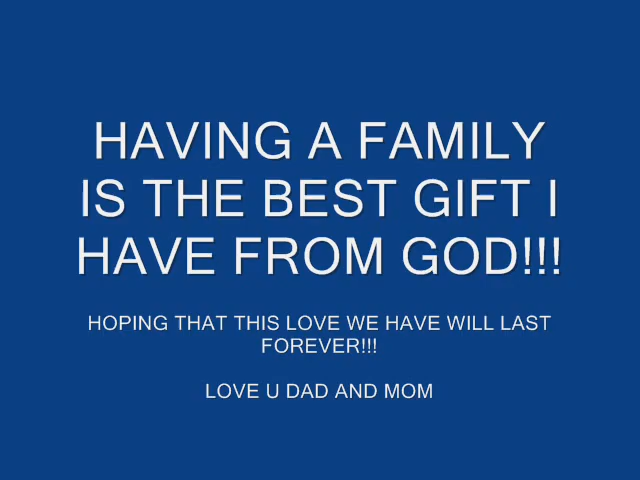 HAVING A FAMILY
IS THE BEST GIFT I
HAVE FROM GOD!!!
HOPING THAT THIS LOVE WE HAVE WILL LAST
FOREVER!!!
LOVE U DAD AND MOM